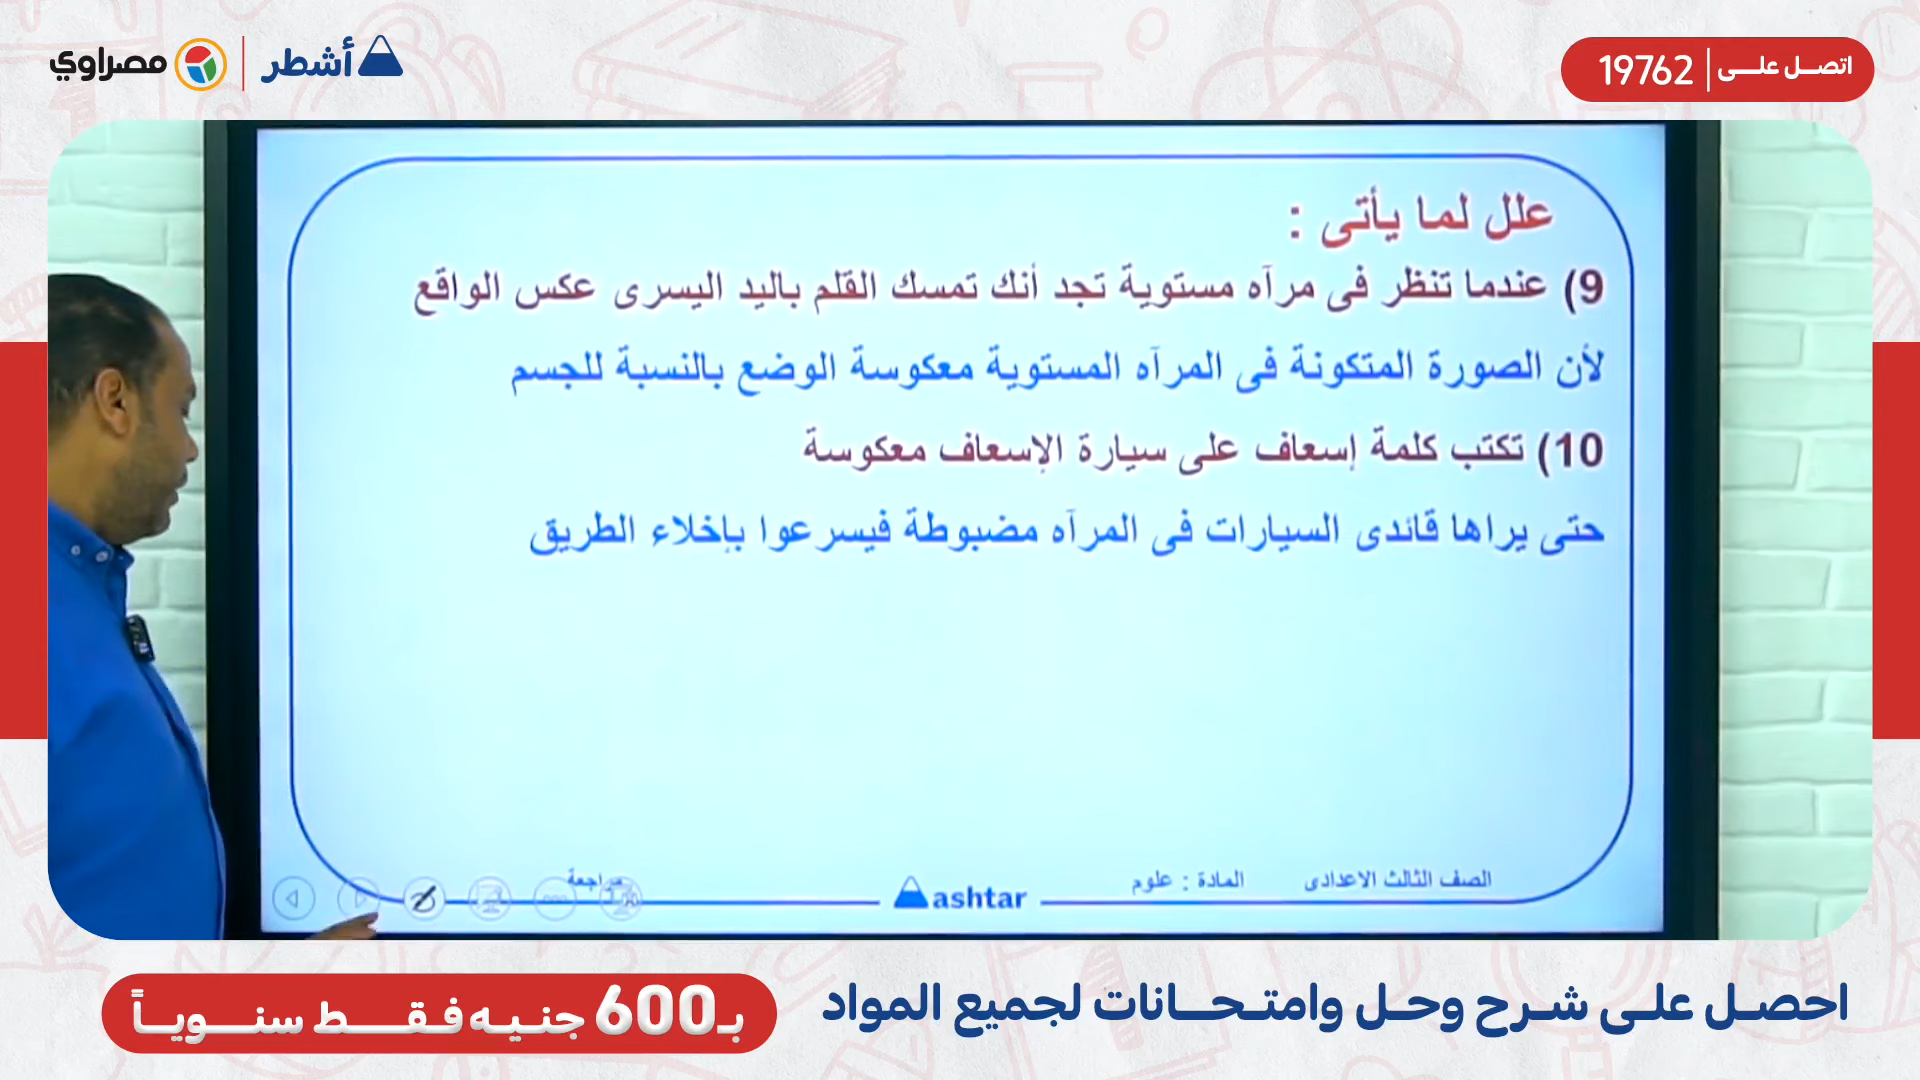 مصراوي
أشطر
اتصل على 19762
علل لما يأتى :
9) عندما تنظر فى مرآه مستوية تجد أنك تمسك القلم باليد اليسرى عكس الواقع
لأن الصورة المتكونة فى المرآه المستوية معكوسة الوضع بالنسبة للجسم
10) تكتب كلمة إسعاف على سيارة الإسعاف معكوسة
حتى يراها قائدى السيارات فى المرآه مضبوطة فيسرعوا بإخلاء الطريق
الصف الثالث الاعدادى
المادة : علوم
ashtar
مراجعة
احصل على شرح وحل وامتحانات لجميع المواد
بـ600 جنيه فقط سنوياً